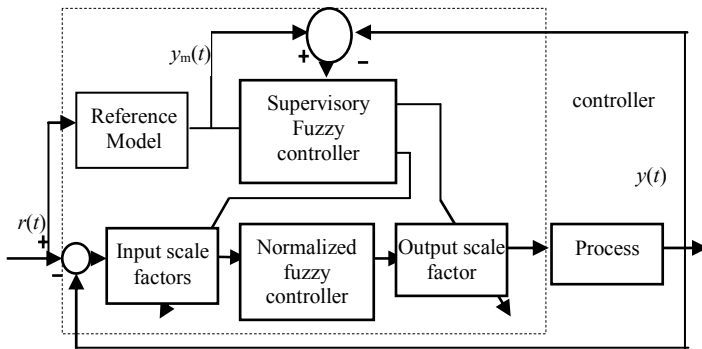 ym(t)
+
−
Reference
Model
Supervisory
Fuzzy
controller
controller
y(t)
r(t)
+
−
Input scale
factors
Normalized
fuzzy
controller
Output scale
factor
Process